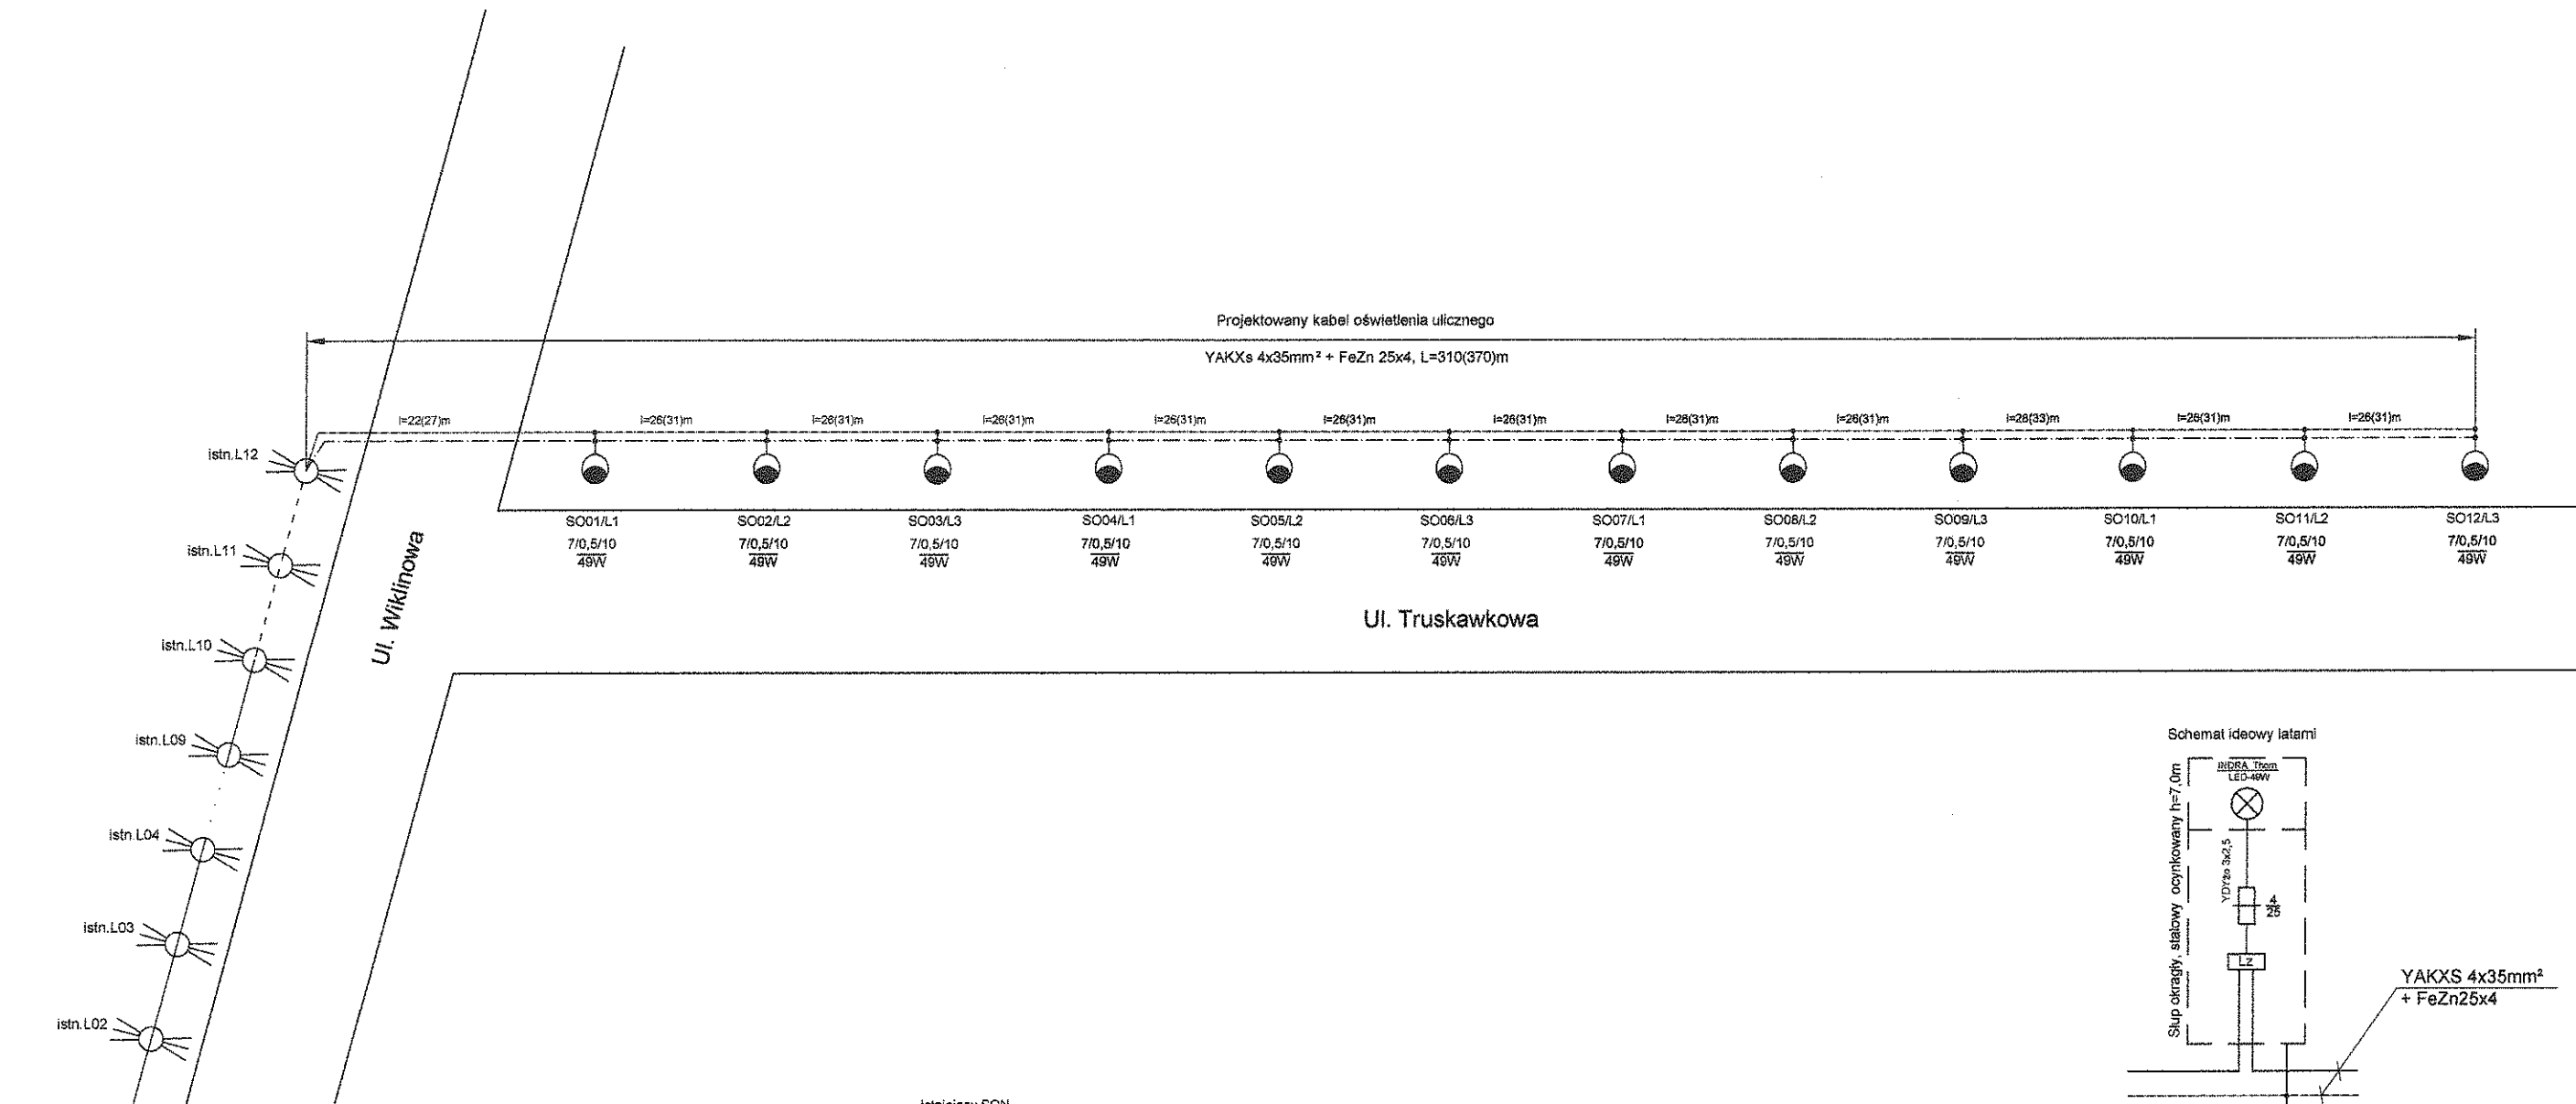 Projektowany kabel oświetlenia ulicznego
YAKXs 4x35mm² + FeZn 25x4, L=310(370)m
l=22(27)m
l=26(31)m
l=26(31)m
l=26(31)m
l=26(31)m
l=26(31)m
l=26(31)m
l=26(31)m
l=26(31)m
l=28(33)m
l=26(31)m
l=26(31)m
istn.L12
istn.L11
istn.L10
istn.L09
istn.L04
istn.L03
istn.L02
Ul. Wiklinowa
SO01/L1
7/0,5/10
49W
SO02/L2
7/0,5/10
49W
SO03/L3
7/0,5/10
49W
SO04/L1
7/0,5/10
49W
SO05/L2
7/0,5/10
49W
SO06/L3
7/0,5/10
49W
SO07/L1
7/0,5/10
49W
SO08/L2
7/0,5/10
49W
SO09/L3
7/0,5/10
49W
SO10/L1
7/0,5/10
49W
SO11/L2
7/0,5/10
49W
SO12/L3
7/0,5/10
49W
Ul. Truskawkowa
Schemat ideowy latarni
INDRA Thorn
LED-49W
Słup okrągły, stalowy ocynkowany h=7,0m
YDYżo 3x2,5
4
25
Lz
YAKXS 4x35mm²
+ FeZn25x4